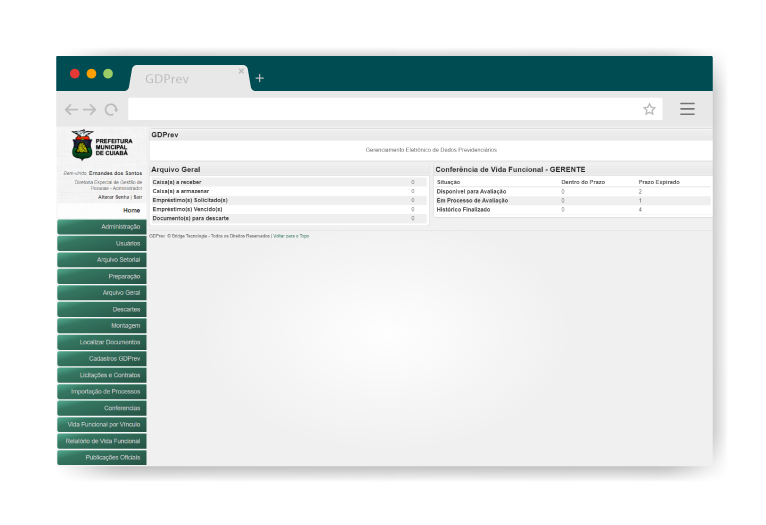 GDPrev
PREFEITURA
MUNICIPAL
DE CUIABÁ
Bem-vindo, Ernandes dos Santos
Diretoria Especial de Gestão de
Pessoas - Administrador
Alterar Senha | Sair
Home
Administração
Usuários
Arquivo Setorial
Preparação
Arquivo Geral
Descartes
Montagem
Localizar Documentos
Cadastros GDPrev
Licitações e Contratos
Importação de Processos
Conferencias
Vida Funcional por Vínculo
Relatório de Vida Funcional
Publicações Oficiais
GDPrev
Gerenciamento Eletrônico de Dados Previdenciários
Arquivo Geral
Caixa(s) a receber 0
Caixa(s) a armazenar 0
Empréstimo(s) Solicitado(s) 0
Empréstimo(s) Vencido(s) 0
Documento(s) para descarte 0
Conferência de Vida Funcional - GERENTE
Situação Dentro do Prazo Prazo Expirado
Disponível para Avaliação 0 2
Em Processo de Avaliação 0 1
Histórico Finalizado 0 4
GDPrev © Bridge Tecnologia - Todos os Direitos Reservados | Voltar para o Topo